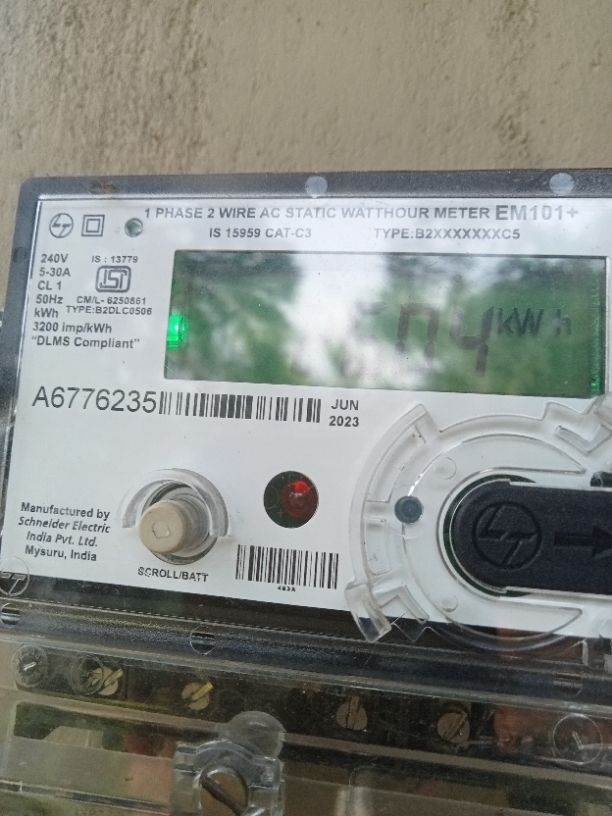 1 PHASE 2 WIRE AC STATIC WATTHOUR METER EM101+
IS 15959 CAT-C3 TYPE:B2XXXXXXXC5
240V
5-30A
CL 1
50Hz
kWh
3200 imp/kWh
"DLMS Compliant"
IS : 13779
ISI
CM/L- 6250861
TYPE:B2DLC0506
kW h
A6776235
JUN
2023
Manufactured by
Schneider Electric
India Pvt. Ltd.
Mysuru, India
SCROLL/BATT